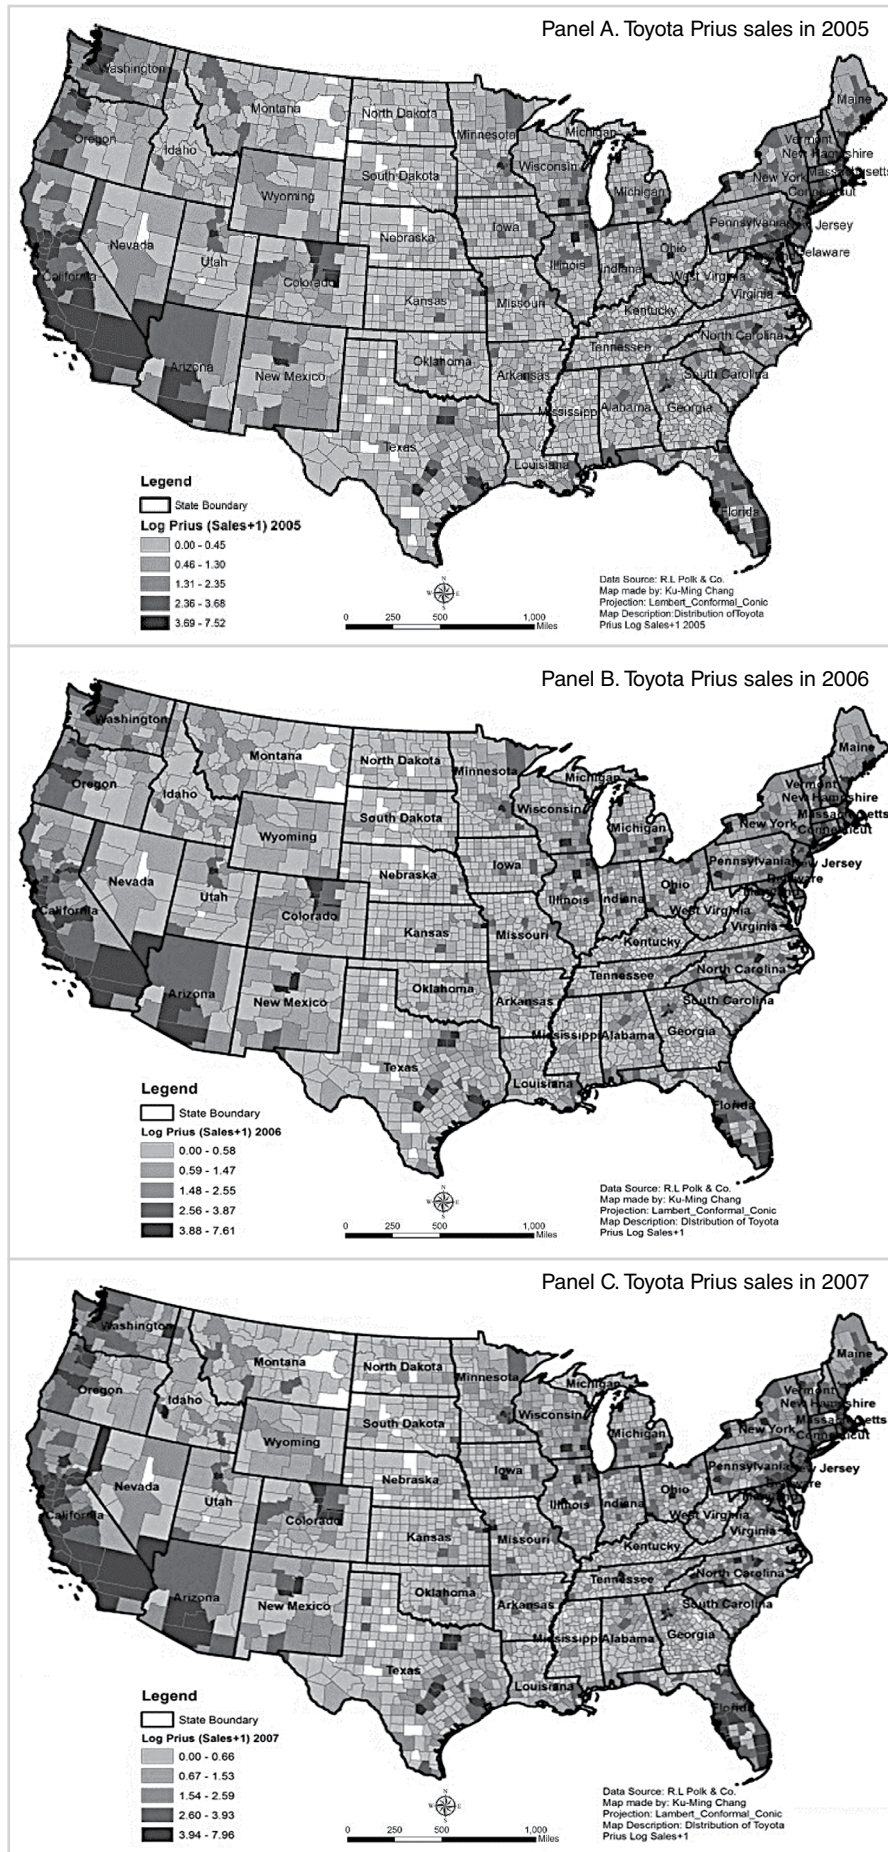 Panel A. Toyota Prius sales in 2005
Washington
Montana
North Dakota
Minnesota
Michigan
Maine
Oregon
Idaho
Wisconsin
Vermont
New Hampshire
Massachusetts
South Dakota
New York
Connecticut
Wyoming
Michigan
Nevada
Nebraska
Iowa
Pennsylvania
Jersey
Utah
Illinois
Indiana
Ohio
Delaware
California
Colorado
Kansas
Missouri
West Virginia
Virginia
Kentucky
Arizona
New Mexico
Oklahoma
Tennessee
North Carolina
Arkansas
South Carolina
Mississippi
Alabama
Georgia
Texas
Louisiana
Florida
Legend
State Boundary
Log Prius (Sales+1) 2005
0.00 - 0.45
0.46 - 1.30
1.31 - 2.35
2.36 - 3.68
3.69 - 7.52
N
W E
S
0 250 500 1,000
Miles
Data Source: R.L Polk & Co.
Map made by: Ku-Ming Chang
Projection: Lambert_Conformal_Conic
Map Description:Distribution ofToyota
Prius Log Sales+1 2005
Panel B. Toyota Prius sales in 2006
Washington
Montana
North Dakota
Minnesota
Michigan
Maine
Oregon
Idaho
Wisconsin
Vermont
New Hampshire
South Dakota
Massachusetts
New York
Connecticut
Wyoming
Michigan
Nevada
Nebraska
Iowa
Pennsylvania
Jersey
Utah
Illinois
Indiana
Ohio
Delaware
Maryland
California
Colorado
Kansas
Missouri
West Virginia
Virginia
Kentucky
Arizona
New Mexico
Oklahoma
Tennessee
North Carolina
Arkansas
South Carolina
Mississippi
Alabama
Georgia
Texas
Louisiana
Florida
Legend
State Boundary
Log Prius (Sales+1) 2006
0.00 - 0.58
0.59 - 1.47
1.48 - 2.55
2.56 - 3.87
3.88 - 7.61
N
W E
S
0 250 500 1,000
Miles
Data Source: R.L Polk & Co.
Map made by: Ku-Ming Chang
Projection: Lambert_Conformal_Conic
Map Description: DIstribution of Toyota
Prius Log Sales+1
Panel C. Toyota Prius sales in 2007
Washington
Montana
North Dakota
Minnesota
Michigan
Maine
Oregon
Idaho
Wisconsin
Vermont
New Hampshire
South Dakota
Massachusetts
New York
Connecticut
Wyoming
Michigan
Nevada
Nebraska
Iowa
Pennsylvania
Jersey
Utah
Illinois
Indiana
Ohio
California
Colorado
Kansas
Missouri
West Virginia
Virginia
Kentucky
Arizona
New Mexico
Oklahoma
Tennessee
North Carolina
Arkansas
South Carolina
Mississippi
Alabama
Georgia
Texas
Louisiana
Florida
Legend
State Boundary
Log Prius (Sales+1) 2007
0.00 - 0.66
0.67 - 1.53
1.54 - 2.59
2.60 - 3.93
3.94 - 7.96
N
W E
S
0 250 500 1,000
Miles
Data Source: R.L Polk & Co.
Map made by: Ku-Ming Chang
Projection: Lambert_Conformal_Conic
Map Description: DIstribution of Toyota
Prius Log Sales+1